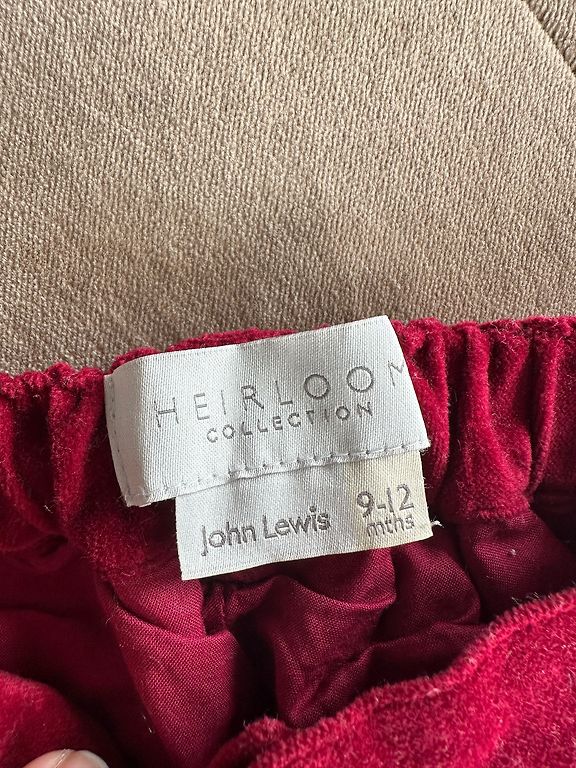 HEIRLOOM
COLLECTION
John Lewis 9-12
mths